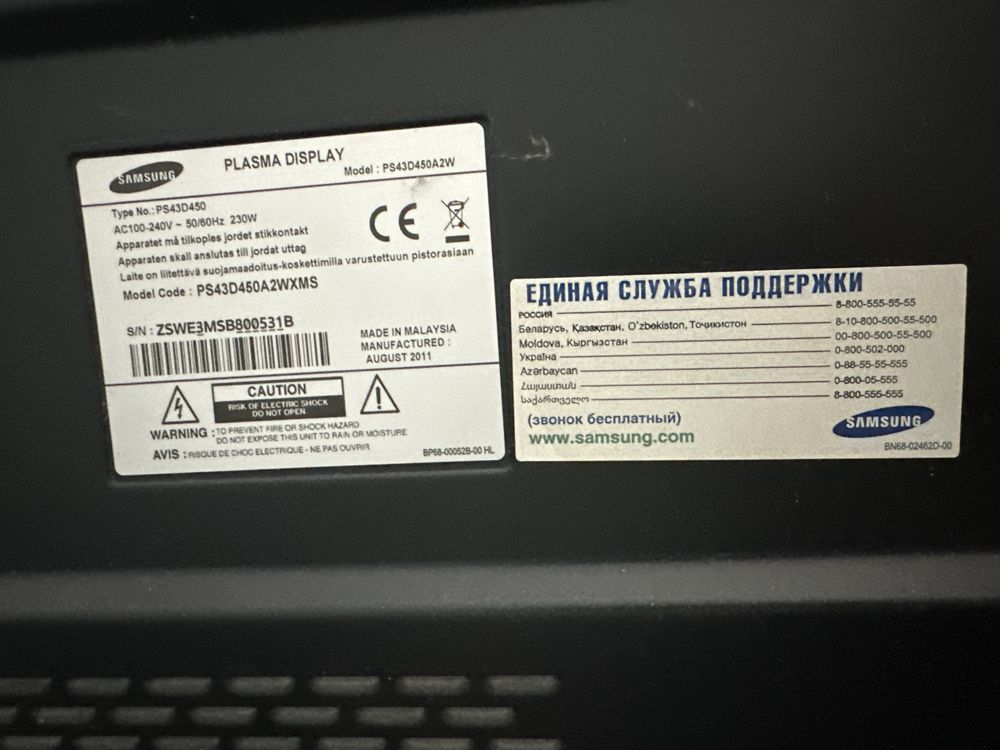 SAMSUNG
PLASMA DISPLAY
Model : PS43D450A2W
Type No.: PS43D450
AC100-240V ~ 50/60Hz 230W
Apparatet må tilkoples jordet stikkontakt
Apparaten skall anslutas till jordat uttag
Laite on liitettävä suojamaadoitus-koskettimilla varustettuun pistorasiaan
Model Code : PS43D450A2WXMS
CE
S/N : ZSWE3MSB800531B
MADE IN MALAYSIA
MANUFACTURED :
AUGUST 2011
CAUTION
RISK OF ELECTRIC SHOCK
DO NOT OPEN
WARNING : TO PREVENT FIRE OR SHOCK HAZARD
DO NOT EXPOSE THIS UNIT TO RAIN OR MOISTURE
AVIS : RISQUE DE CHOC ELECTRIQUE - NE PAS OUVRIR
BP68-00052B-00 HL
ЕДИНАЯ СЛУЖБА ПОДДЕРЖКИ
РОССИЯ 8-800-555-55-55
Беларусь, Қазақстан, O'zbekiston, Тоҷикистон 8-10-800-500-55-500
Moldova, Кыргызстан 00-800-500-55-500
Україна 0-800-502-000
Azərbaycan 0-88-55-55-555
Հայաստան 0-800-05-555
საქართველო 8-800-555-555
(звонок бесплатный)
www.samsung.com
SAMSUNG
BN68-02462D-00